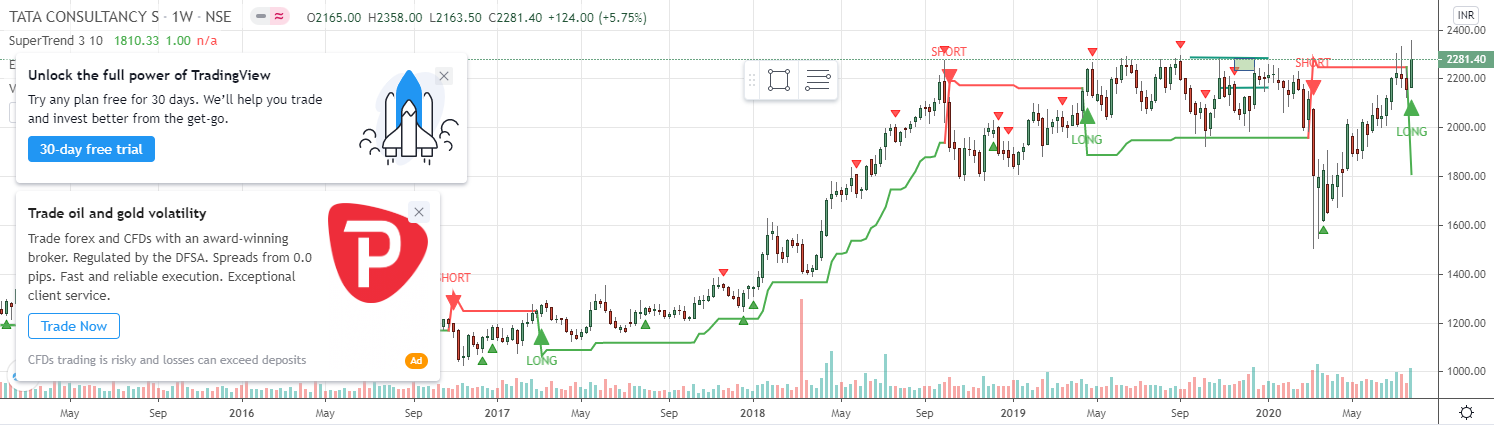 TATA CONSULTANCY S · 1W · NSE O2165.00 H2358.00 L2163.50 C2281.40 +124.00 (+5.75%)
INR
SuperTrend 3 10 1810.33 1.00 n/a
E
V
Unlock the full power of TradingView
Try any plan free for 30 days. We'll help you trade
and invest better from the get-go.
30-day free trial
Trade oil and gold volatility
Trade forex and CFDs with an award-winning
broker. Regulated by the DFSA. Spreads from 0.0
pips. Fast and reliable execution. Exceptional
client service.
Trade Now
CFDs trading is risky and losses can exceed deposits
Ad
P
SHORT
LONG
SHORT
LONG
SHORT
LONG
2400.00
2281.40
2200.00
2000.00
1800.00
1600.00
1400.00
1200.00
1000.00
May Sep 2016 May Sep 2017 May Sep 2018 May Sep 2019 May Sep 2020 May